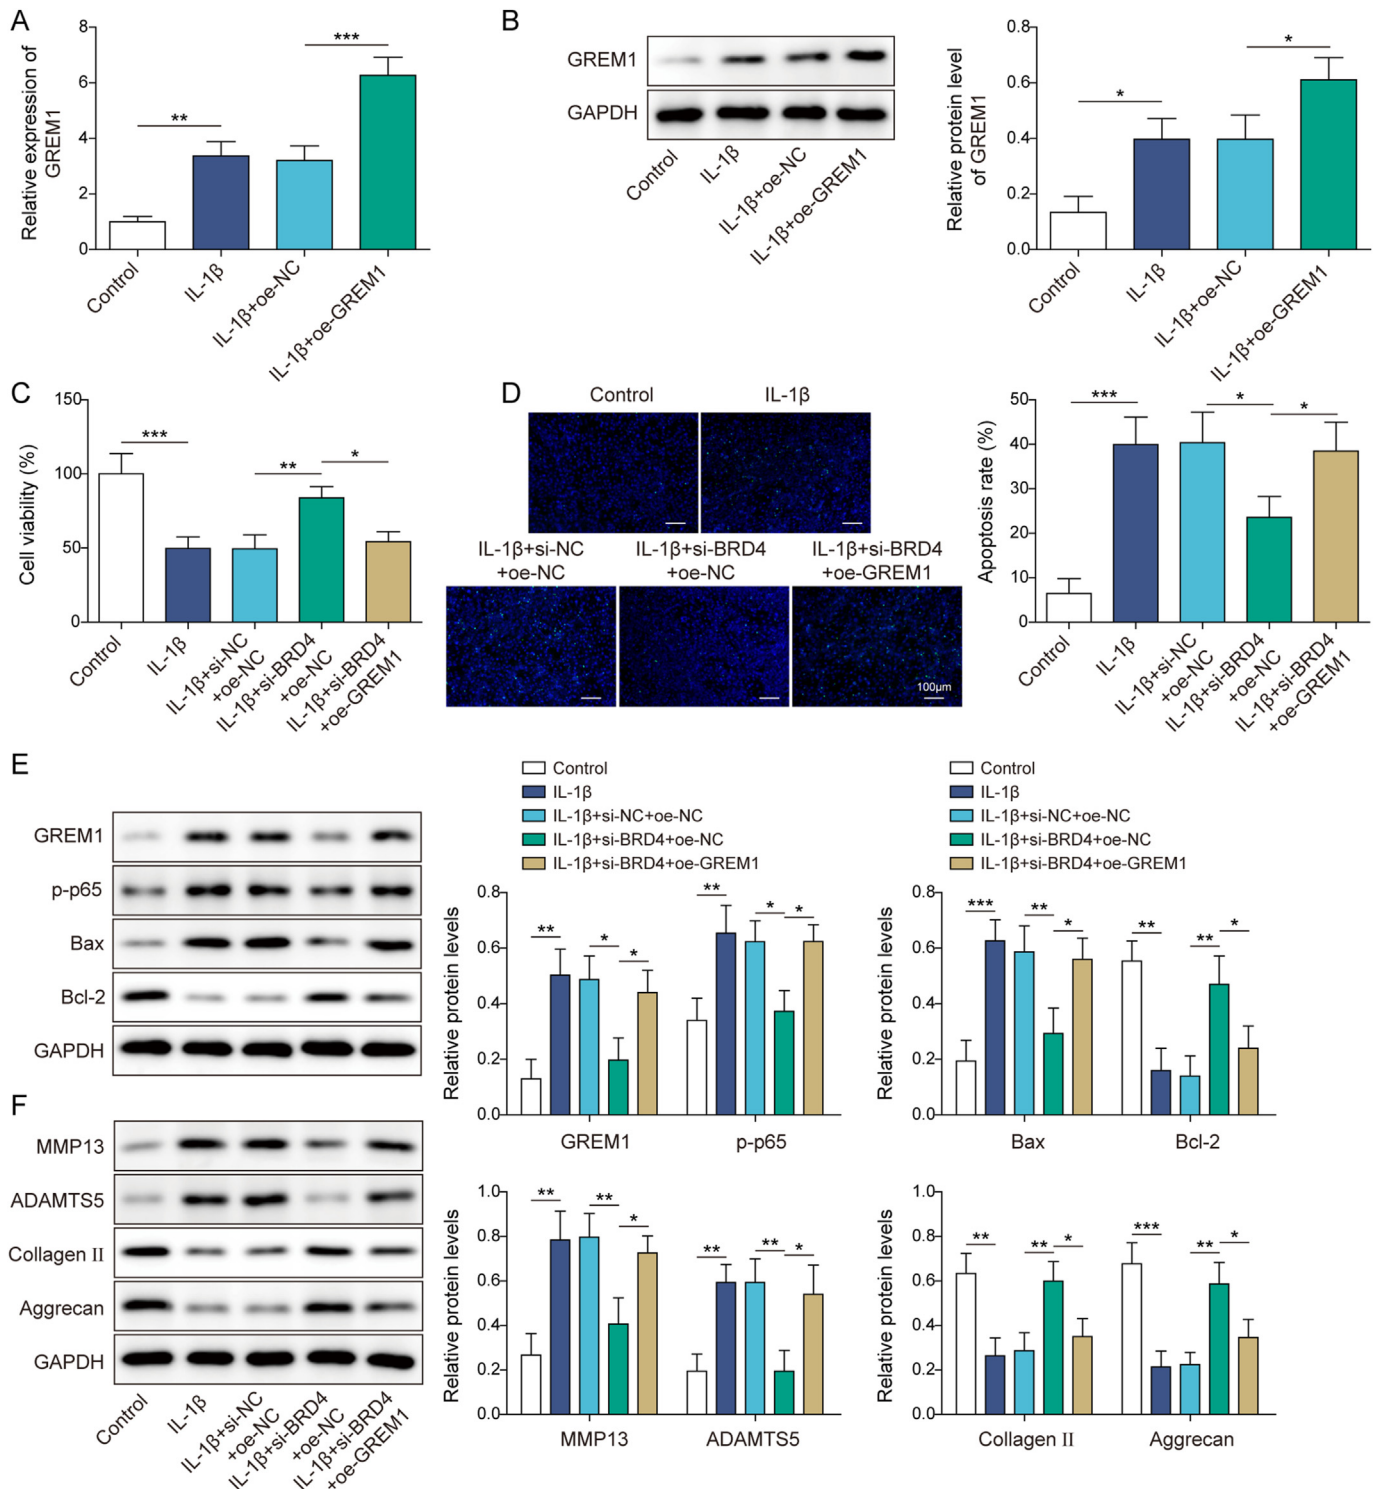 A
Relative expression of
GREM1
8
6
4
2
0
**
***
Control
IL-1β
IL-1β+oe-NC
IL-1β+oe-GREM1
B
GREM1
GAPDH
Control
IL-1β
IL-1β+oe-NC
IL-1β+oe-GREM1
Relative protein level
of GREM1
0.8
0.6
0.4
0.2
0.0
*
*
Control
IL-1β
IL-1β+oe-NC
IL-1β+oe-GREM1
C
Cell viability (%)
150
100
50
0
***
**
*
Control
IL-1β
IL-1β+si-NC
+oe-NC
IL-1β+si-BRD4
+oe-NC
IL-1β+si-BRD4
+oe-GREM1
D
Control
IL-1β
IL-1β+si-NC
+oe-NC
IL-1β+si-BRD4
+oe-NC
IL-1β+si-BRD4
+oe-GREM1
100μm
Apoptosis rate (%)
50
40
30
20
10
0
***
*
*
Control
IL-1β
IL-1β+si-NC
+oe-NC
IL-1β+si-BRD4
+oe-NC
IL-1β+si-BRD4
+oe-GREM1
E
GREM1
p-p65
Bax
Bcl-2
GAPDH
Control
IL-1β
IL-1β+si-NC+oe-NC
IL-1β+si-BRD4+oe-NC
IL-1β+si-BRD4+oe-GREM1
Relative protein levels
0.8
0.6
0.4
0.2
0.0
**
*
*
**
*
*
GREM1
p-p65
Control
IL-1β
IL-1β+si-NC+oe-NC
IL-1β+si-BRD4+oe-NC
IL-1β+si-BRD4+oe-GREM1
Relative protein levels
0.8
0.6
0.4
0.2
0.0
***
**
*
**
**
*
Bax
Bcl-2
F
MMP13
ADAMTS5
Collagen II
Aggrecan
GAPDH
Control
IL-1β
IL-1β+si-NC
+oe-NC
IL-1β+si-BRD4
+oe-NC
IL-1β+si-BRD4
+oe-GREM1
Relative protein levels
1.0
0.8
0.6
0.4
0.2
0.0
**
**
*
**
**
*
MMP13
ADAMTS5
Relative protein levels
1.0
0.8
0.6
0.4
0.2
0.0
**
**
*
***
**
*
Collagen II
Aggrecan